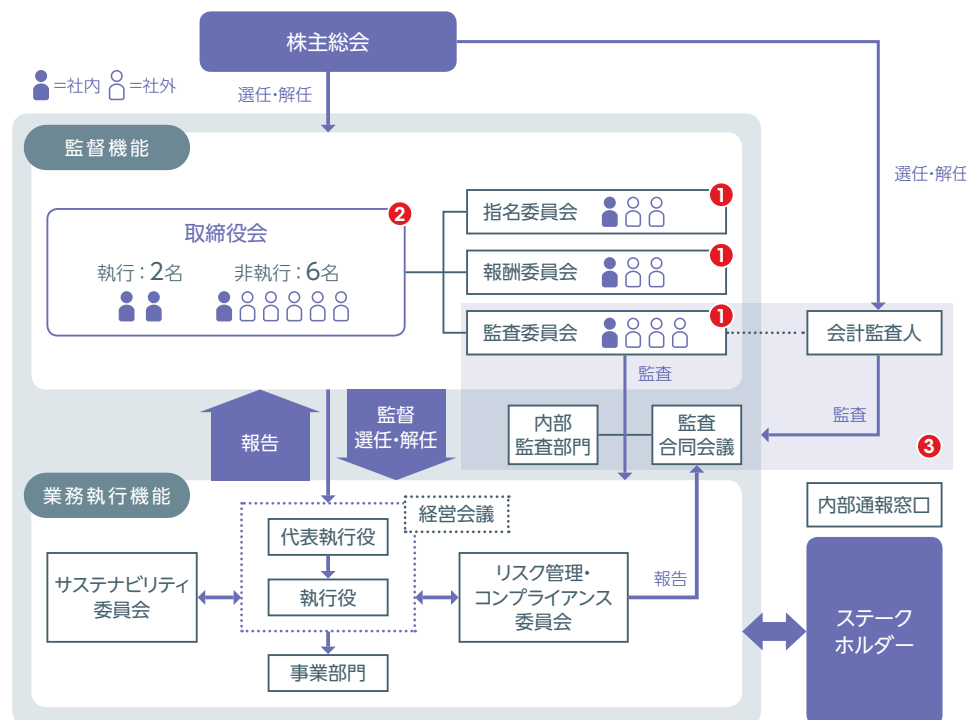 株主総会
=社内
=社外
選任・解任
監督機能
選任・解任
取締役会
2
執行：2名
非執行：6名
指名委員会
1
報酬委員会
1
監査委員会
1
会計監査人
監査
監査
内部
監査部門
監査
合同会議
3
報告
監督
選任・解任
業務執行機能
経営会議
内部通報窓口
代表執行役
執行役
サステナビリティ
委員会
リスク管理・
コンプライアンス
委員会
報告
事業部門
ステーク
ホルダー